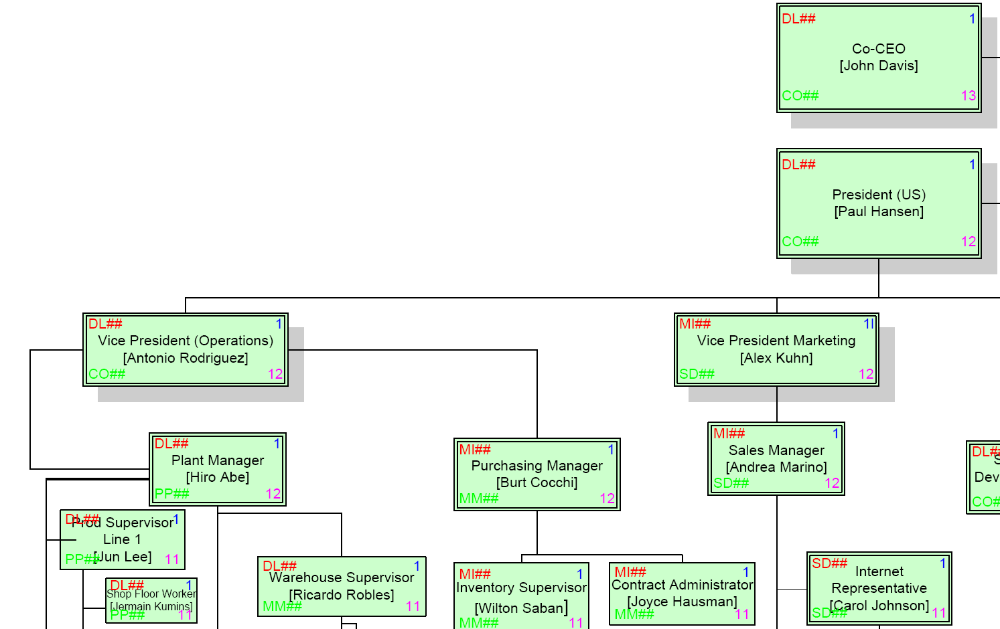 DL## 1
Co-CEO
[John Davis]
CO## 13
DL## 1
President (US)
[Paul Hansen]
CO## 12
DL## 1
Vice President (Operations)
[Antonio Rodriguez]
CO## 12
MI## 1I
Vice President Marketing
[Alex Kuhn]
SD## 12
DL## 1
Plant Manager
[Hiro Abe]
PP## 12
MI## 1
Purchasing Manager
[Burt Cocchi]
MM## 12
MI## 1
Sales Manager
[Andrea Marino]
SD## 12
DL#
S
Dev
CO#
DL## 1
Prod Supervisor
Line 1
[Jun Lee]
PP## 11
DL## 1
Shop Floor Worker
[Jermain Kumins]
PP## 11
DL## 1
Warehouse Supervisor
[Ricardo Robles]
MM## 11
MI## 1
Inventory Supervisor
[Wilton Saban]
MM## 11
MI## 1
Contract Administrator
[Joyce Hausman]
MM## 11
SD## 1
Internet
Representative
[Carol Johnson]
SD## 11